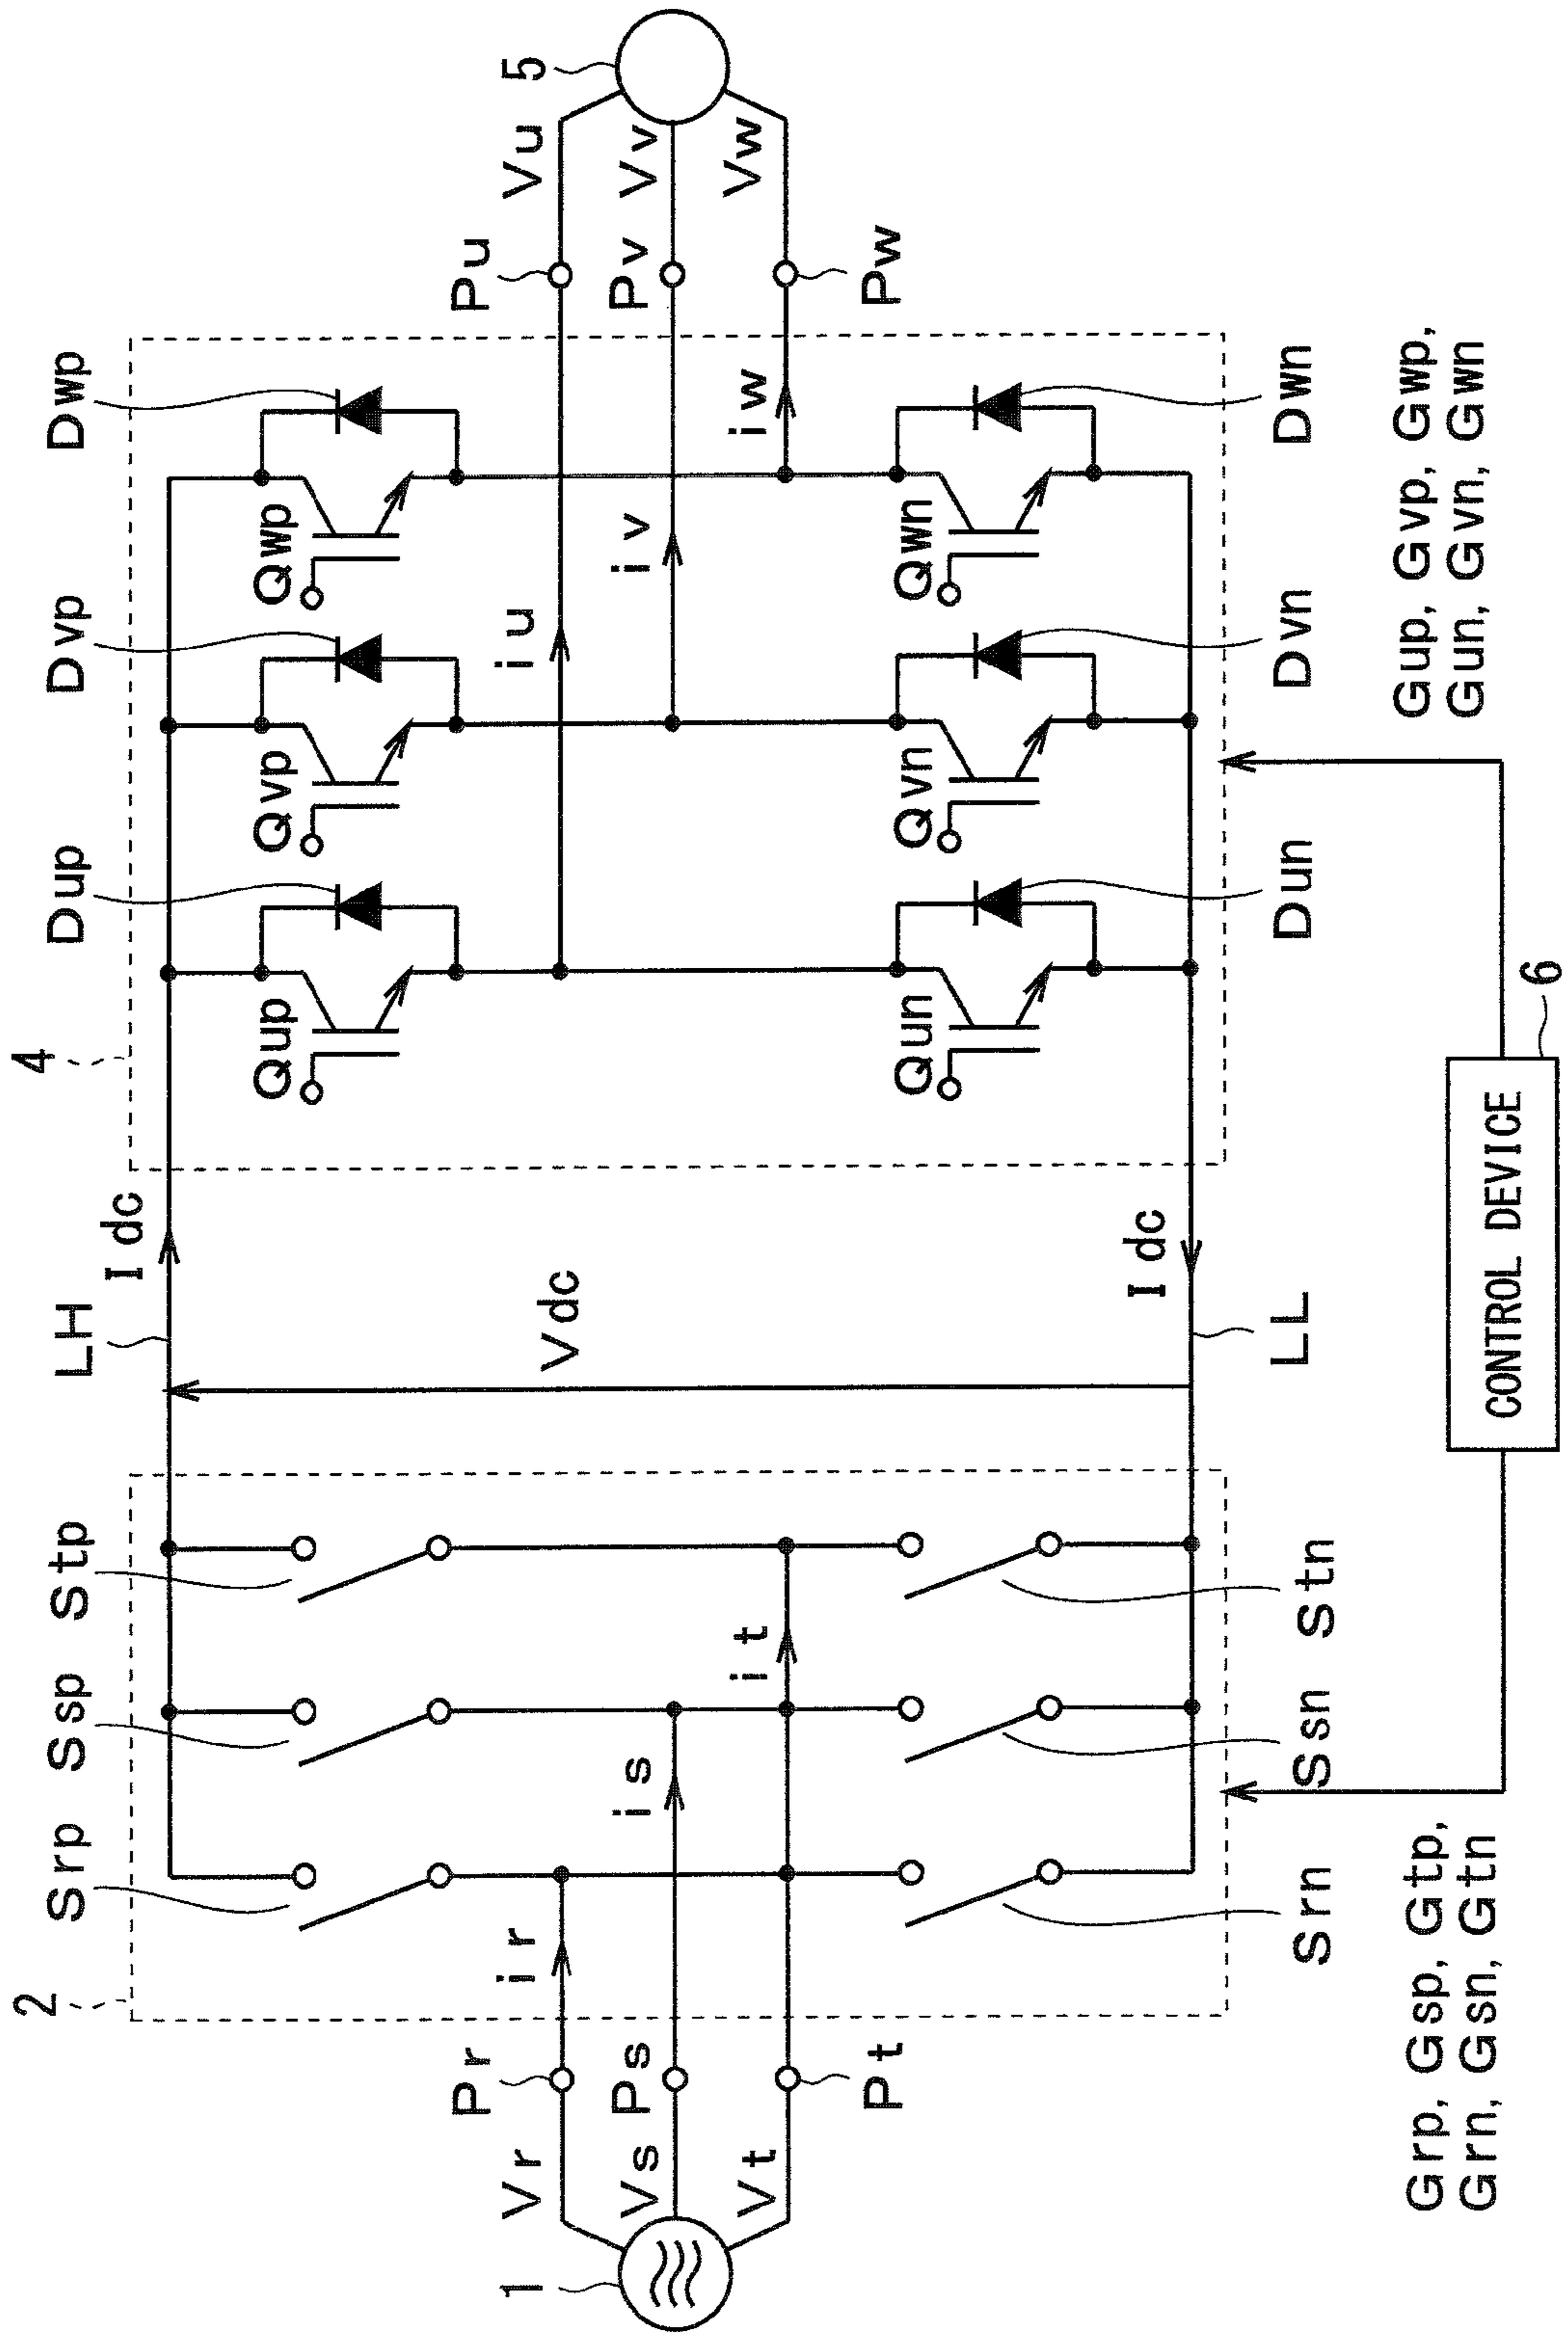 2
Srp
Ssp
Stp
LH
Idc
4
Dup
Dvp
Dwp
Qup
Qvp
Qwp
1
Vr
Pr
ir
Vs
Ps
is
Vt
Pt
it
Vdc
iu
Pu
Vu
5
iv
Pv
Vv
iw
Pw
Vw
Qun
Qvn
Qwn
Idc
Srn
Ssn
Stn
LL
Dun
Dvn
Dwn
Grp, Gsp, Gtp,
Grn, Gsn, Gtn
CONTROL DEVICE
6
Gup, Gvp, Gwp,
Gun, Gvn, Gwn